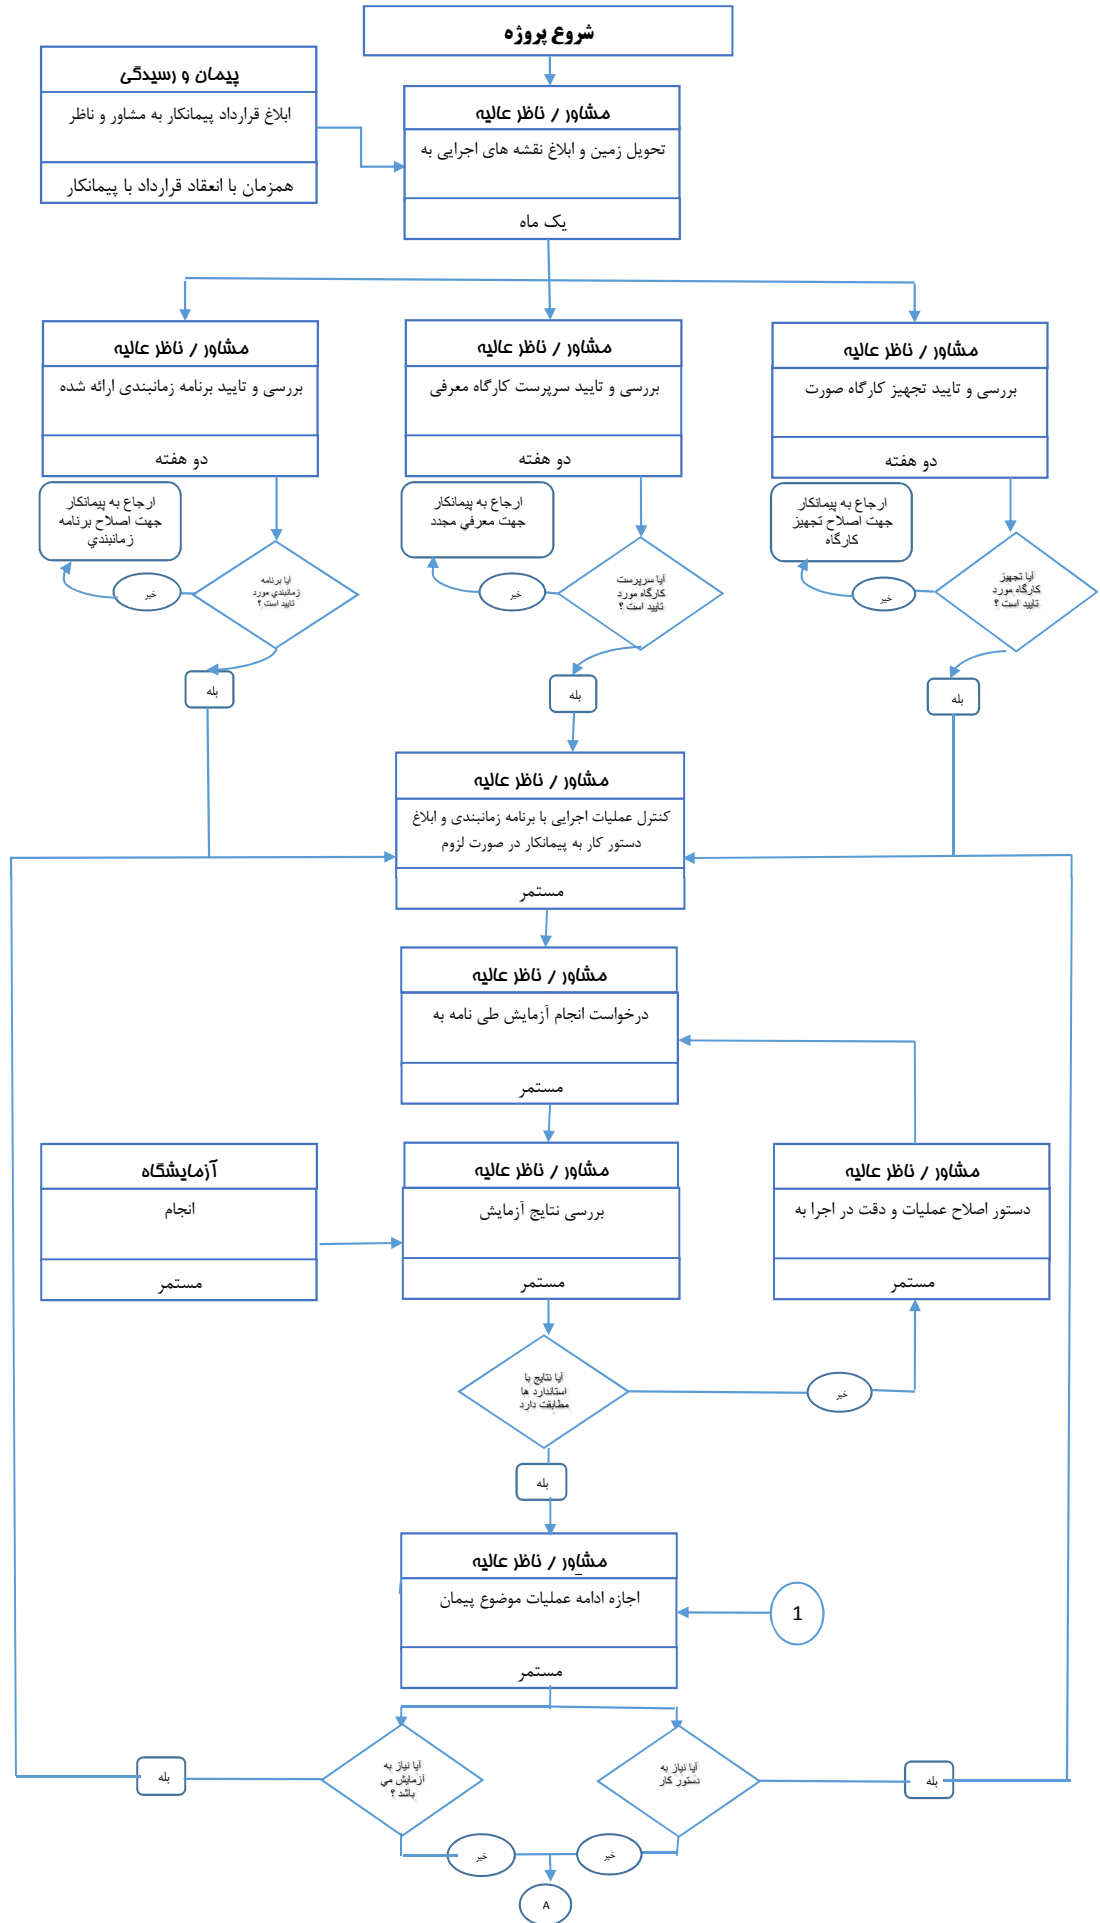 شروع پروژه
پیمان و رسیدگی
ابلاغ قرارداد پیمانکار به مشاور و ناظر
همزمان با انعقاد قرارداد با پیمانکار
مشاور / ناظر عالیه
تحویل زمین و ابلاغ نقشه های اجرایی به
یک ماه
مشاور / ناظر عالیه
بررسی و تایید تجهیز کارگاه صورت
دو هفته
مشاور / ناظر عالیه
بررسی و تایید سرپرست کارگاه معرفی
دو هفته
مشاور / ناظر عالیه
بررسی و تایید برنامه زمانبندی ارائه شده
دو هفته
ارجاع به پیمانکار
جهت اصلاح تجهیز
کارگاه
آیا تجهیز
کارگاه مورد
تایید است ؟
خیر
بله
ارجاع به پیمانکار
جهت معرفي مجدد
آیا سرپرست
کارگاه مورد
تایید است ؟
خیر
بله
ارجاع به پیمانکار
جهت اصلاح برنامه
زمانبندي
آیا برنامه
زمانبندي مورد
تایید است ؟
خیر
بله
مشاور / ناظر عالیه
کنترل عملیات اجرایی با برنامه زمانبندی و ابلاغ
دستور کار به پیمانکار در صورت لزوم
مستمر
مشاور / ناظر عالیه
درخواست انجام آزمایش طی نامه به
مستمر
مشاور / ناظر عالیه
دستور اصلاح عملیات و دقت در اجرا به
مستمر
مشاور / ناظر عالیه
بررسی نتایج آزمایش
مستمر
آزمایشگاه
انجام
مستمر
آیا نتایج با
استاندارد ها
مطابقت دارد
خیر
بله
مشاور / ناظر عالیه
اجازه ادامه عملیات موضوع پیمان
مستمر
1
آیا نیاز به
دستور کار
بله
آیا نیاز به
آزمایش مي
باشد ؟
بله
خیر
خیر
A